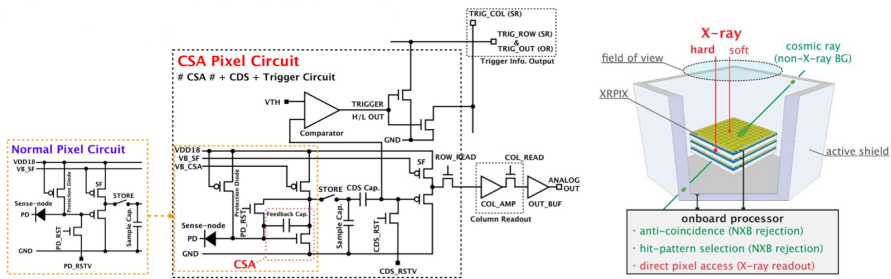 Normal Pixel Circuit
VDD18
VB_SF
Protection Diode
SF
STORE
Sense-node
PD
Sample Cap.
PD_RST
GND
PD_RSTV
CSA Pixel Circuit
# CSA # + CDS + Trigger Circuit
VTH
Comparator
TRIGGER
H/L OUT
GND
TRIG_COL (SR)
TRIG_ROW (SR)
&
TRIG_OUT (OR)
Trigger Info. Output
VDD18
VB_SF
VB_CSA
Protection Diode
PD_RST
STORE
CDS Cap.
SF
ROW_READ
COL_READ
ANALOG
OUT
COL_AMP
OUT_BUF
Column Readout
Sense-node
Feedback Cap.
PD
Sample Cap.
CDS_RST
GND
CSA
CDS_RSTV
X-ray
hard
soft
cosmic ray
(non-X-ray BG)
field of view
XRPIX
active shield
onboard processor
· anti-coincidence (NXB rejection)
· hit-pattern selection (NXB rejection)
· direct pixel access (X-ray readout)